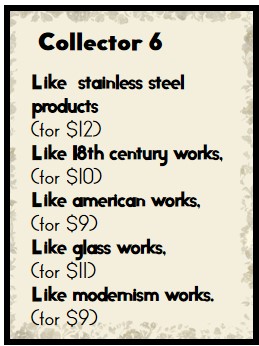 Collector 6
Like stainless steel
products
(for $12)
Like 18th century works,
(for $10)
Like american works,
(for $9)
Like glass works,
(for $11)
Like modernism works.
(for $9)